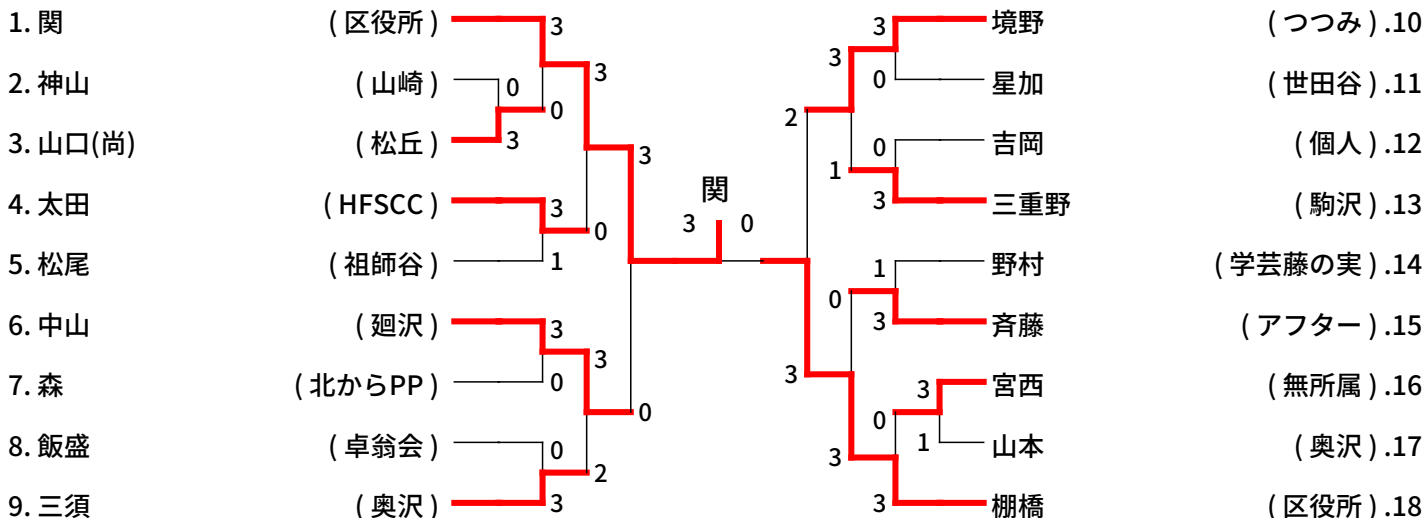 1. 関 ( 区役所 )
2. 神山 ( 山崎 )
3. 山口(尚) ( 松丘 )
4. 太田 ( HFSCC )
5. 松尾 ( 祖師谷 )
6. 中山 ( 廻沢 )
7. 森 ( 北からPP )
8. 飯盛 ( 卓翁会 )
9. 三須 ( 奥沢 )
3
0
3
0
3
1
3
0
0
3
3
0
3
2
3
0
関
3 0
2
3
3
1
0
0
3
0
0
3
1
3
3
1
3
3
境野 ( つつみ ) .10
星加 ( 世田谷 ) .11
吉岡 ( 個人 ) .12
三重野 ( 駒沢 ) .13
野村 ( 学芸藤の実 ) .14
斉藤 ( アフター ) .15
宮西 ( 無所属 ) .16
山本 ( 奥沢 ) .17
棚橋 ( 区役所 ) .18